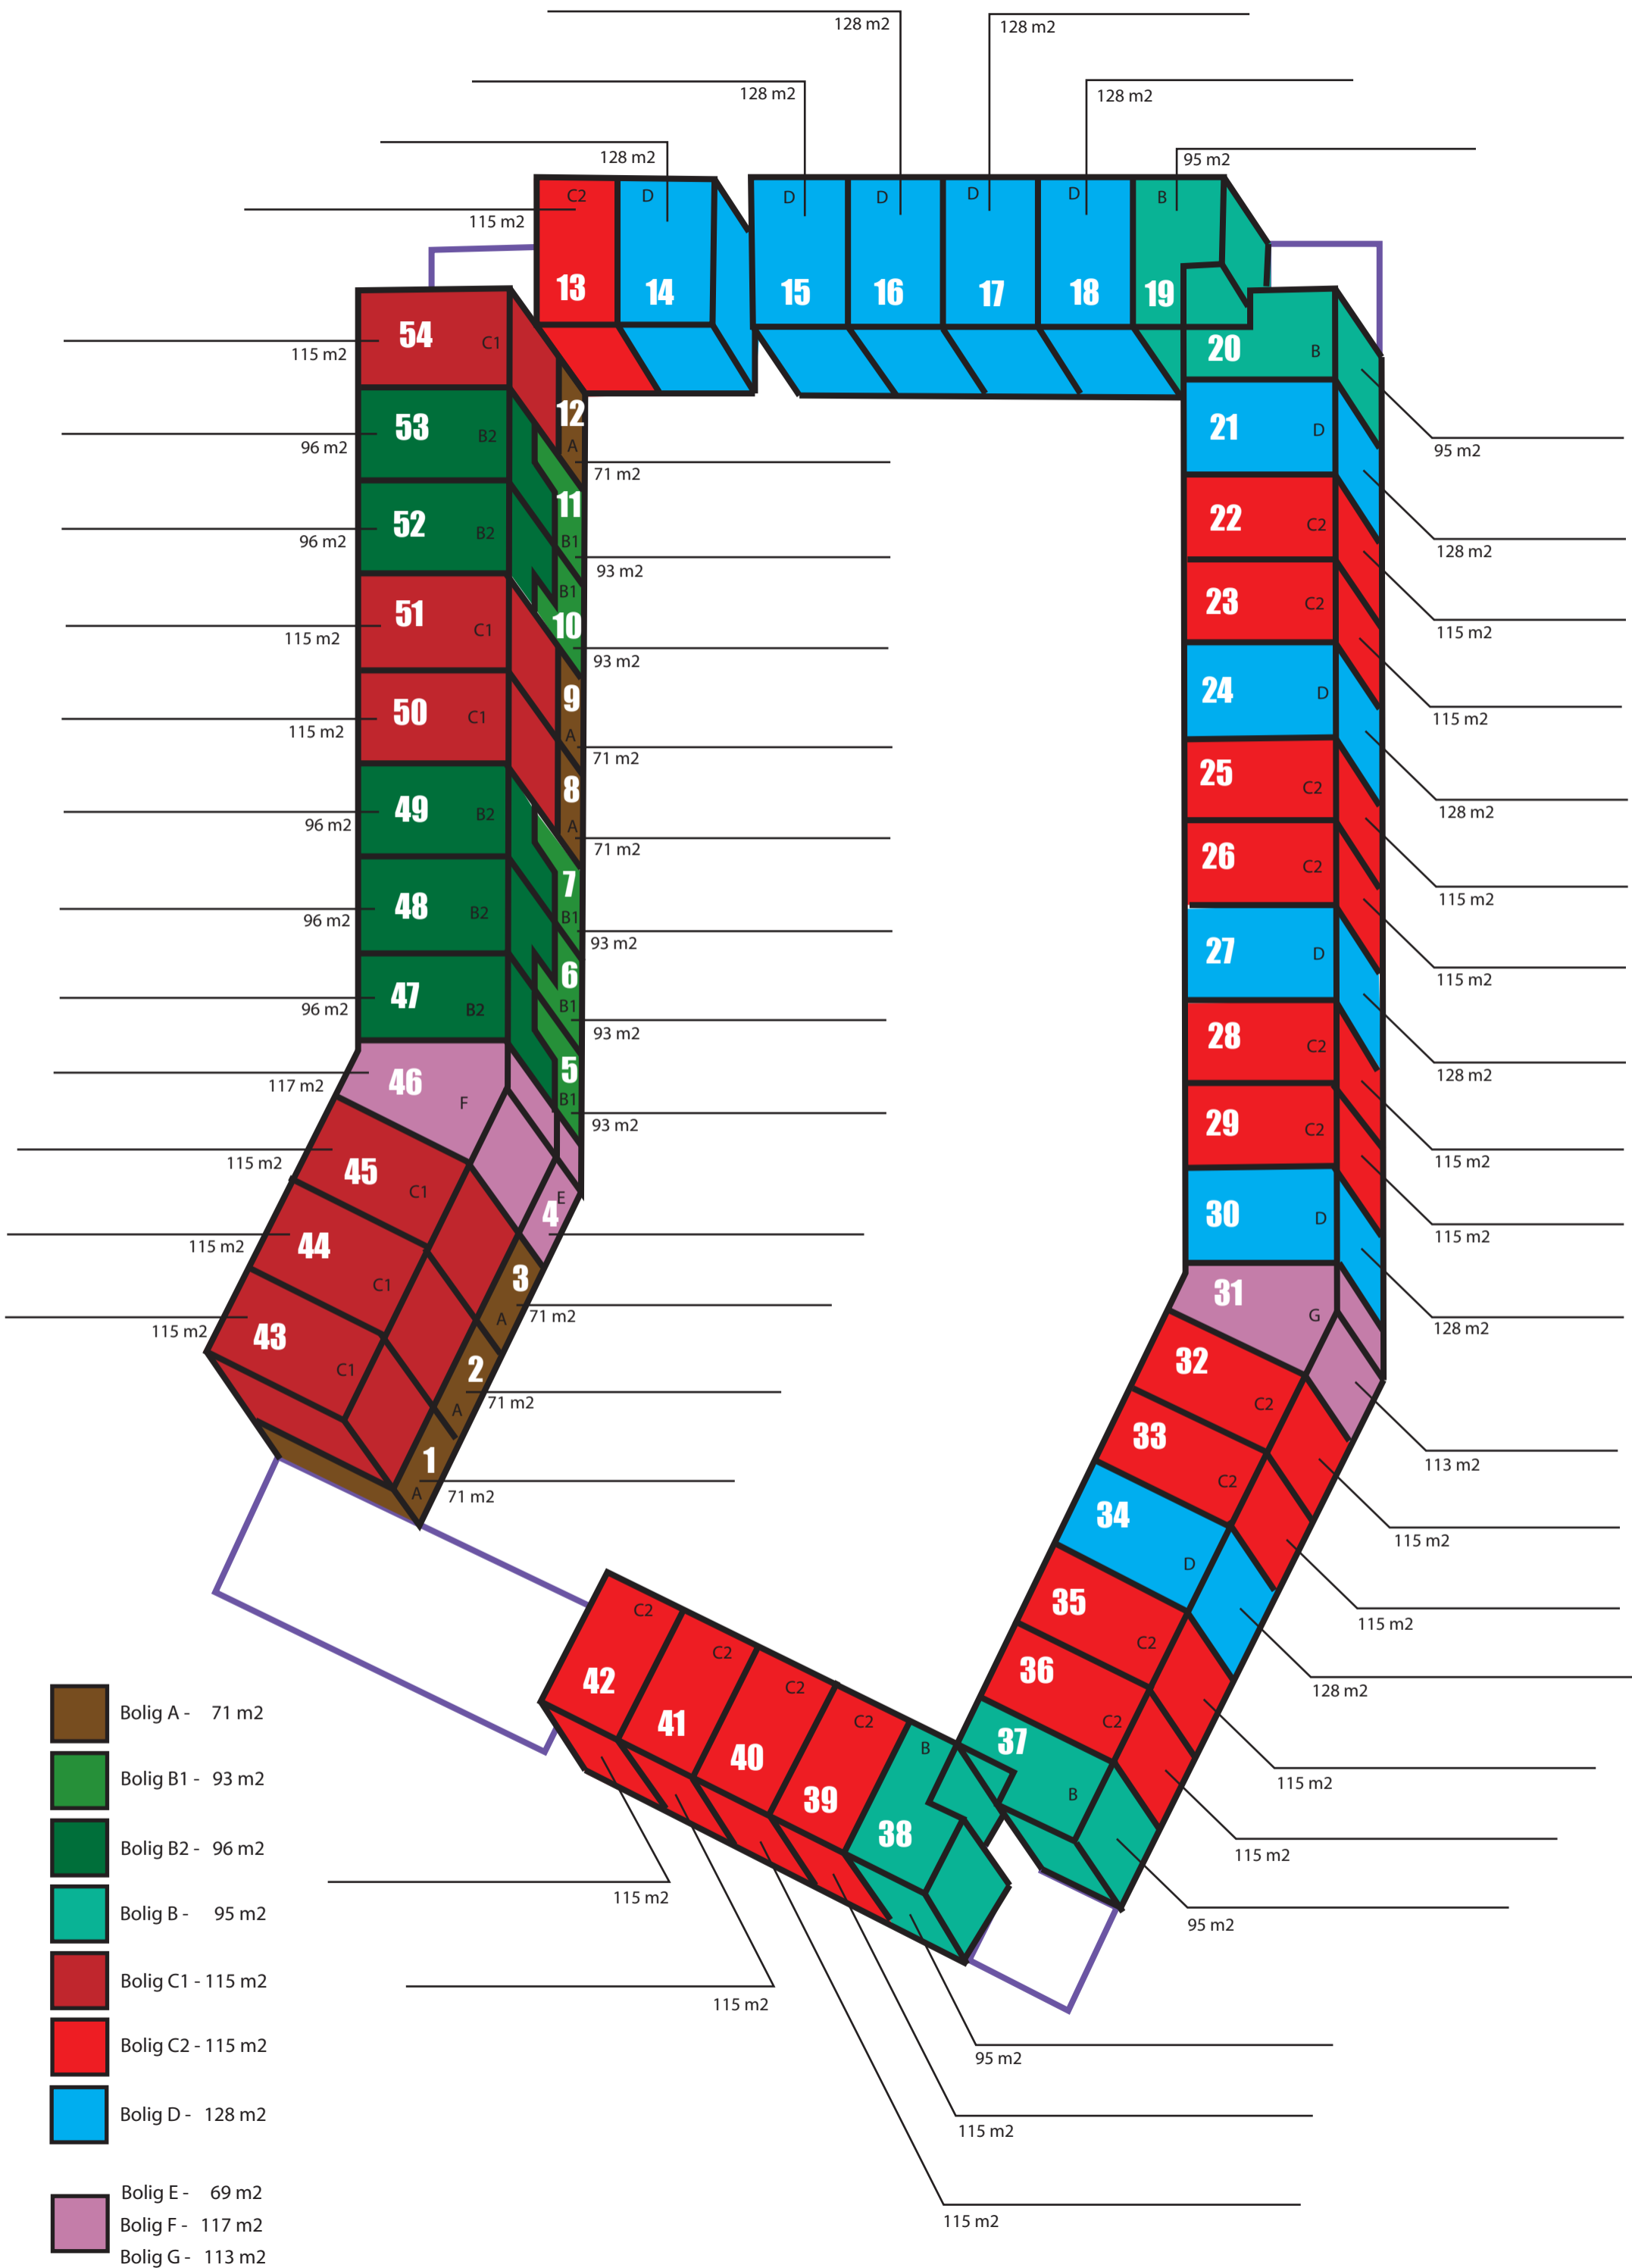 128 m2
128 m2
128 m2
128 m2
128 m2
95 m2
115 m2
C2
D
D
D
D
D
B
13
14
15
16
17
18
19
54
C1
115 m2
20
B
95 m2
12
A
71 m2
53
B2
96 m2
21
D
128 m2
11
B1
93 m2
52
B2
96 m2
22
C2
115 m2
B1
10
93 m2
51
C1
115 m2
23
C2
115 m2
9
A
71 m2
50
C1
115 m2
24
D
128 m2
8
A
71 m2
49
B2
96 m2
25
C2
115 m2
7
B1
93 m2
48
B2
96 m2
26
C2
115 m2
6
B1
93 m2
47
B2
96 m2
27
D
128 m2
5
B1
93 m2
46
F
117 m2
28
C2
115 m2
45
C1
115 m2
29
C2
115 m2
E
4
44
C1
115 m2
30
D
128 m2
3
A
71 m2
43
C1
115 m2
31
G
113 m2
2
A
71 m2
32
C2
115 m2
1
A
71 m2
33
C2
115 m2
34
D
128 m2
35
C2
115 m2
36
C2
115 m2
37
B
95 m2
C2
42
115 m2
C2
41
115 m2
C2
40
115 m2
C2
39
115 m2
B
38
95 m2
Bolig A - 71 m2
Bolig B1 - 93 m2
Bolig B2 - 96 m2
Bolig B - 95 m2
Bolig C1 - 115 m2
Bolig C2 - 115 m2
Bolig D - 128 m2
Bolig E - 69 m2
Bolig F - 117 m2
Bolig G - 113 m2